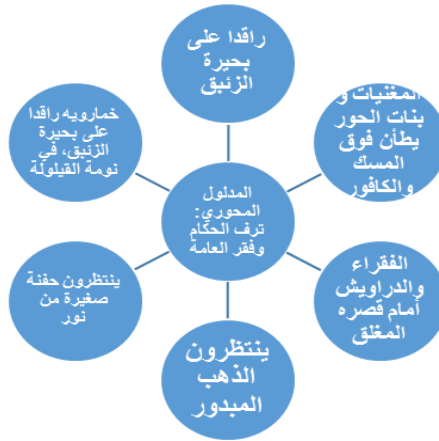 راقدا على
بحيرة
الزئبق
المغنيات و
بنات الحور
يطأن فوق
المسك
والكافور
الفقراء
والدراويش
أمام قصره
المغلق
ينتظرون
الذهب
المبدور
ينتظرون حفنة
صغيرة من
نور
خمارويه راقدا
على بحيرة
الزئبق، في
نومة القيلولة
المدلول
المحوري:
ترف الحكام
وفقر العامة